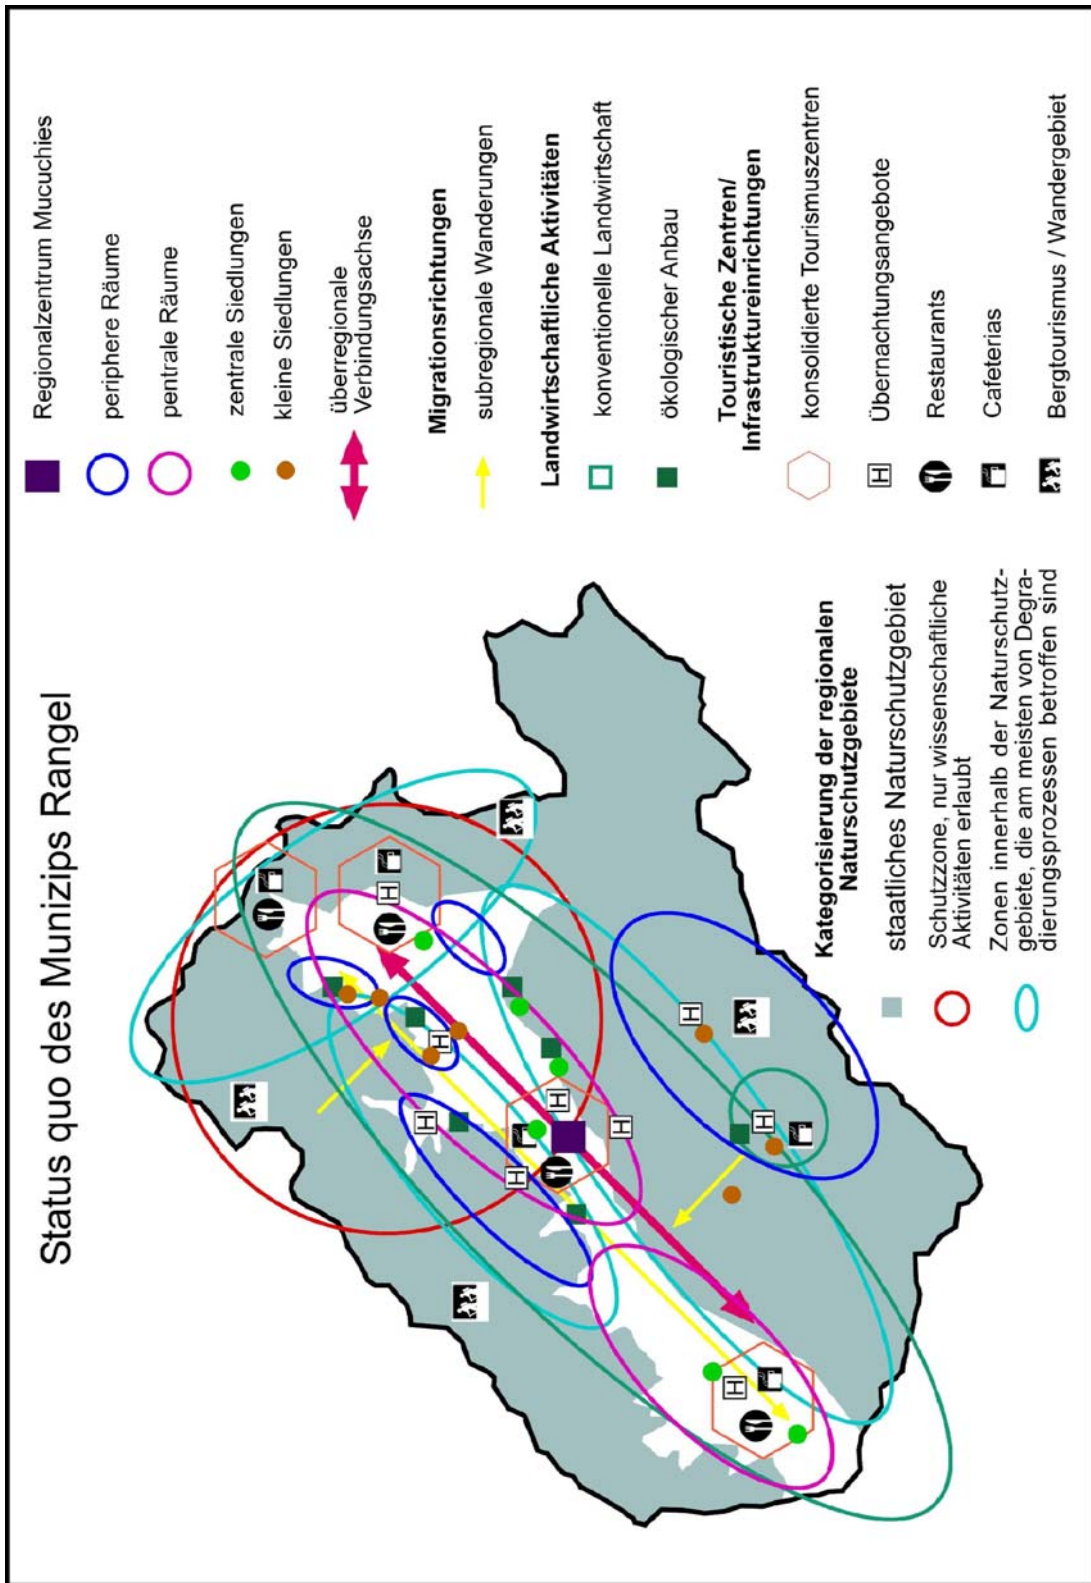 Status quo des Munizips Rangel
Regionalzentrum Mucuchies
periphere Räume
pentrale Räume
zentrale Siedlungen
kleine Siedlungen
überregionale
Verbindungsachse
Migrationsrichtungen
subregionale Wanderungen
Landwirtschaftliche Aktivitäten
konventionelle Landwirtschaft
ökologischer Anbau
Touristische Zentren/
Infrastruktureinrichtungen
konsolidierte Tourismuszentren
H Übernachtungsangebote
Restaurants
Cafeterias
Bergtourismus / Wandergebiet
Kategorisierung der regionalen
Naturschutzgebiete
staatliches Naturschutzgebiet
Schutzzone, nur wissenschaftliche
Aktivitäten erlaubt
Zonen innerhalb der Naturschutz-
gebiete, die am meisten von Degra-
dierungsprozessen betroffen sind
H
H
H
H
H
H
H
H
H